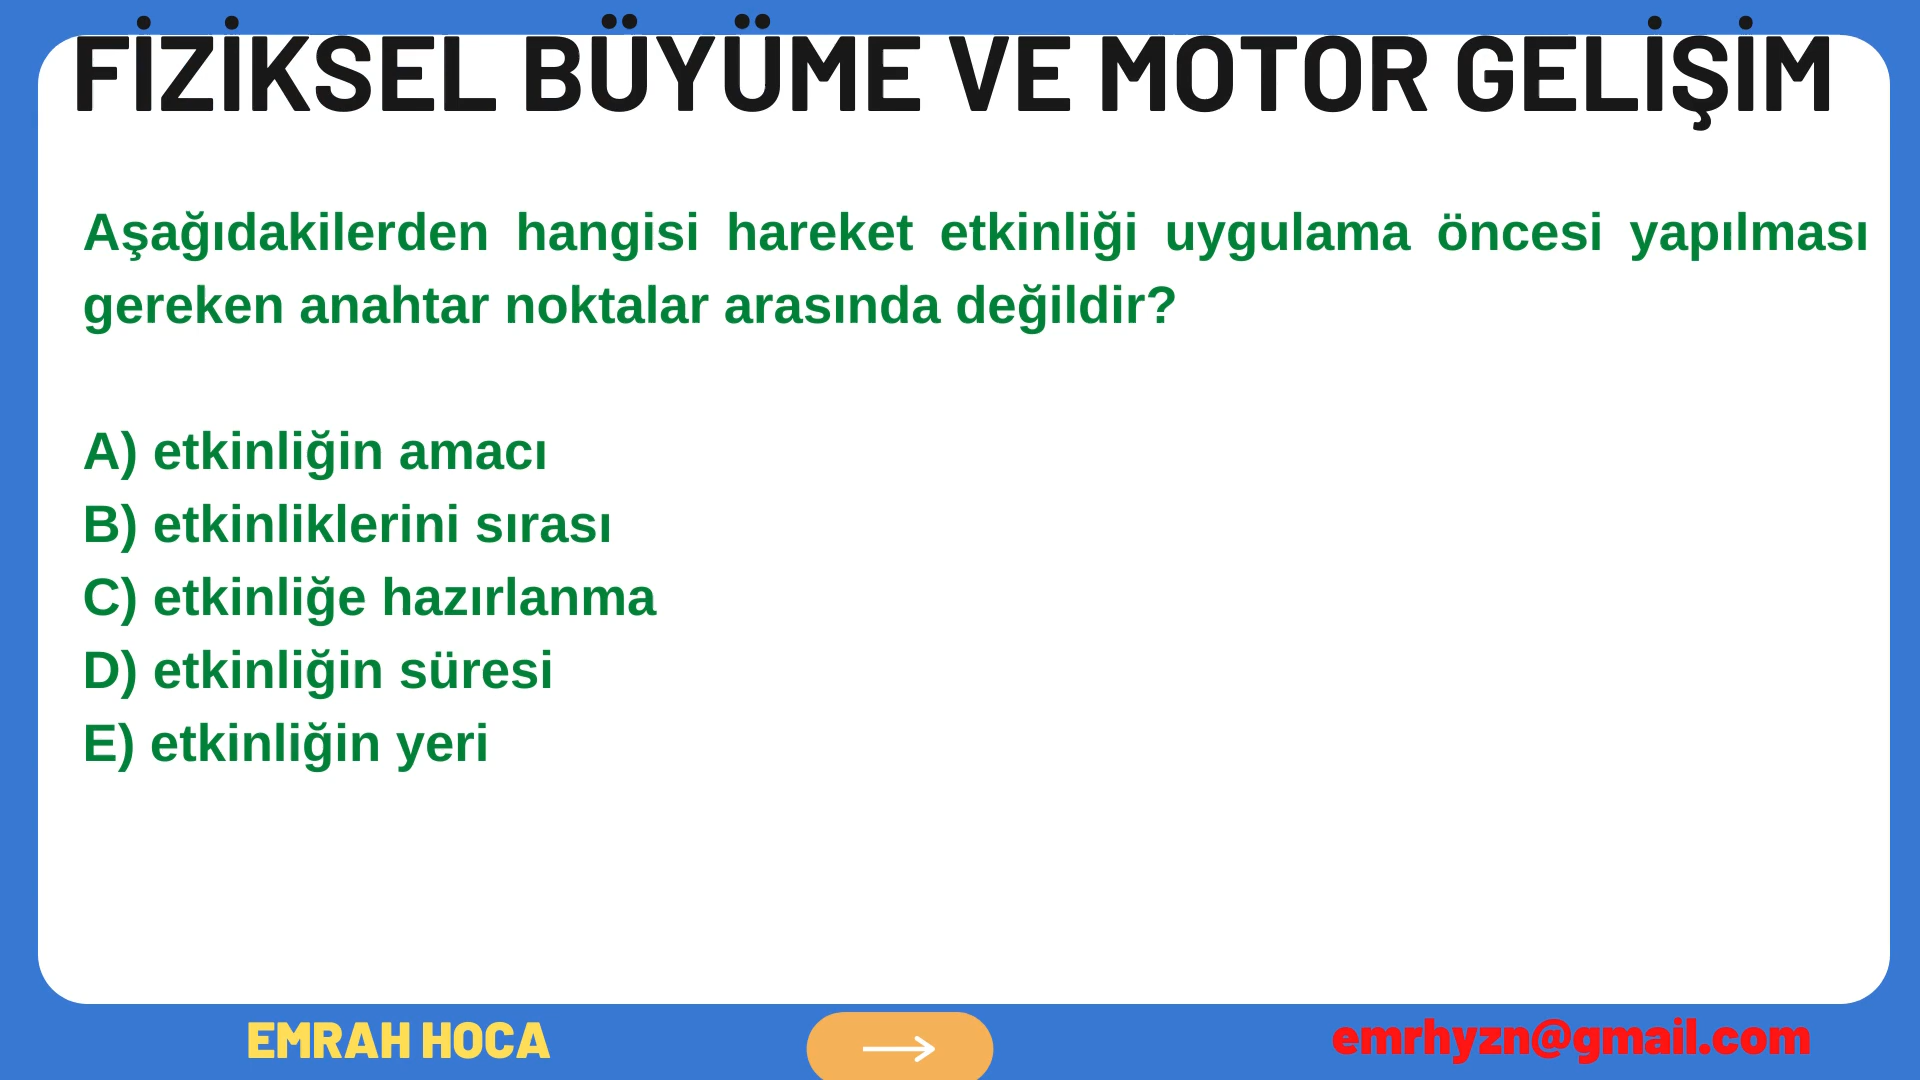 FİZİKSEL BÜYÜME VE MOTOR GELİŞİM
Aşağıdakilerden hangisi hareket etkinliği uygulama öncesi yapılması
gereken anahtar noktalar arasında değildir?
A) etkinliğin amacı
B) etkinliklerini sırası
C) etkinliğe hazırlanma
D) etkinliğin süresi
E) etkinliğin yeri
EMRAH HOCA
emrhyzn@gmail.com